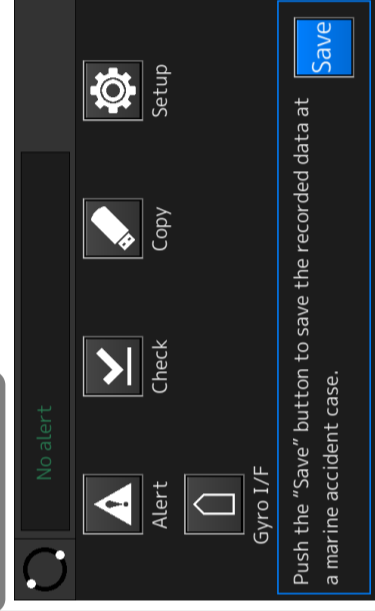 No alert
Alert
Check
Copy
Setup
Gyro I/F
Push the “Save” button to save the recorded data at
a marine accident case.
Save